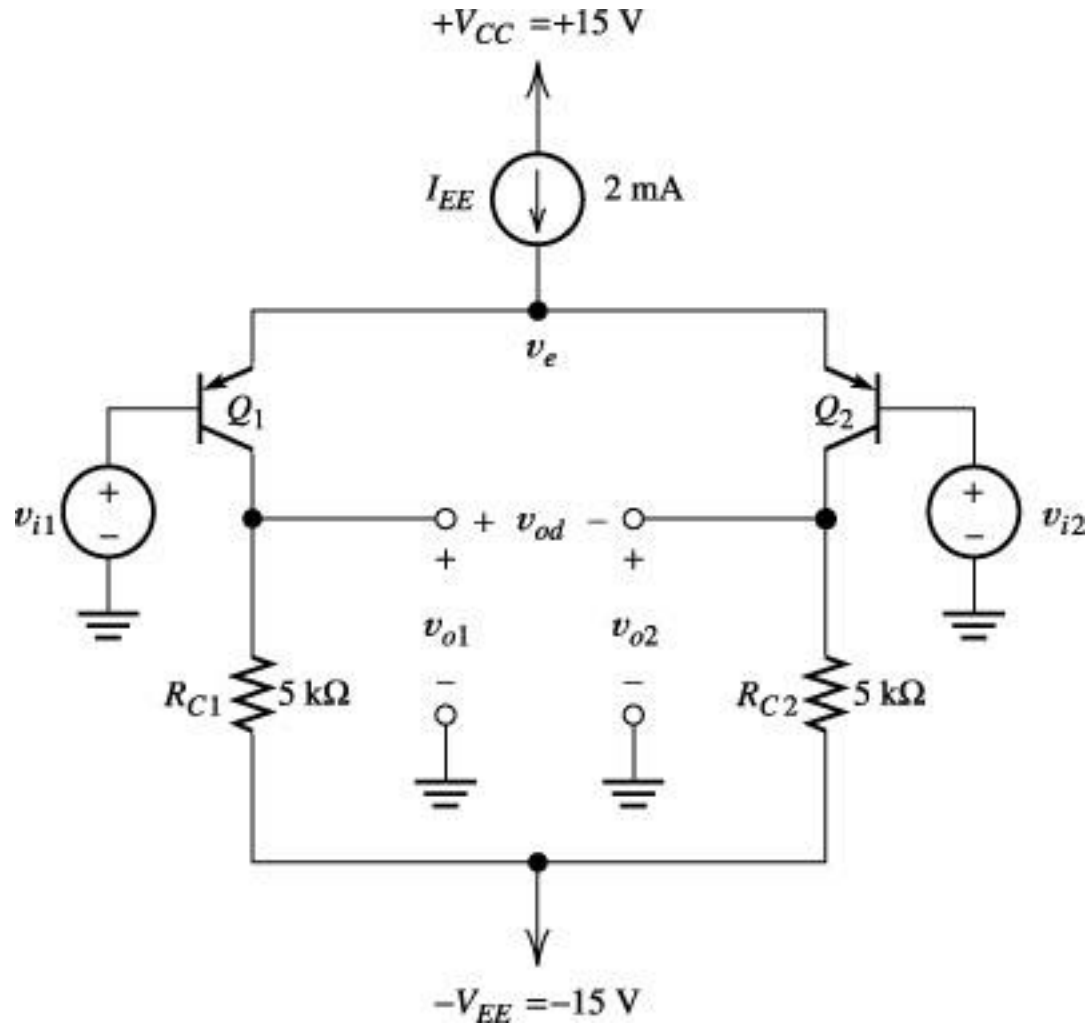 +V_CC = +15 V
I_EE 2 mA
v_e
Q_1 Q_2
v_i1 + − + v_od − + − v_i2
+ +
v_o1 v_o2
R_C1 5 kΩ − − R_C2 5 kΩ
−V_EE = −15 V